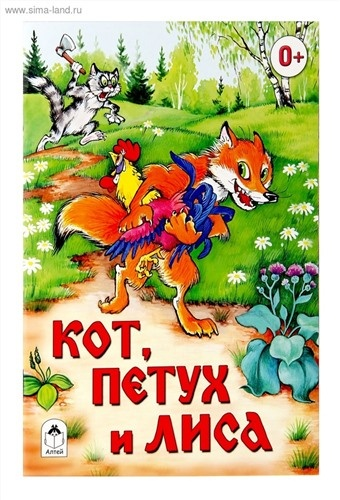 www.sima-land.ru
0+
КОТ,
ПЕТУХ
и ЛИСА
Алтей